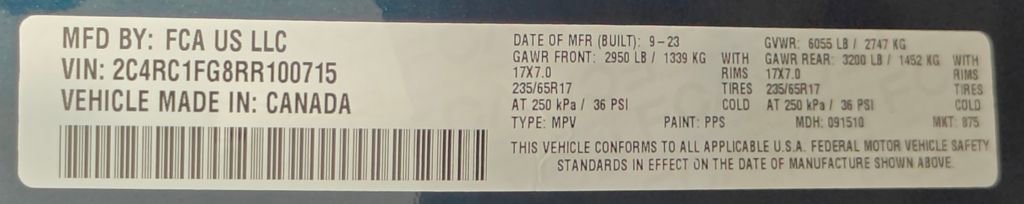 MFD BY: FCA US LLC
VIN: 2C4RC1FG8RR100715
VEHICLE MADE IN: CANADA
DATE OF MFR (BUILT): 9-23 GVWR: 6055 LB / 2747 KG
GAWR FRONT: 2950 LB / 1339 KG WITH GAWR REAR: 3200 LB / 1452 KG WITH
17X7.0 RIMS 17X7.0 RIMS
235/65R17 TIRES 235/65R17 TIRES
AT 250 kPa / 36 PSI COLD AT 250 kPa / 36 PSI COLD
TYPE: MPV PAINT: PPS MDH: 091510 MKT: 875
THIS VEHICLE CONFORMS TO ALL APPLICABLE U.S.A. FEDERAL MOTOR VEHICLE SAFETY
STANDARDS IN EFFECT ON THE DATE OF MANUFACTURE SHOWN ABOVE.